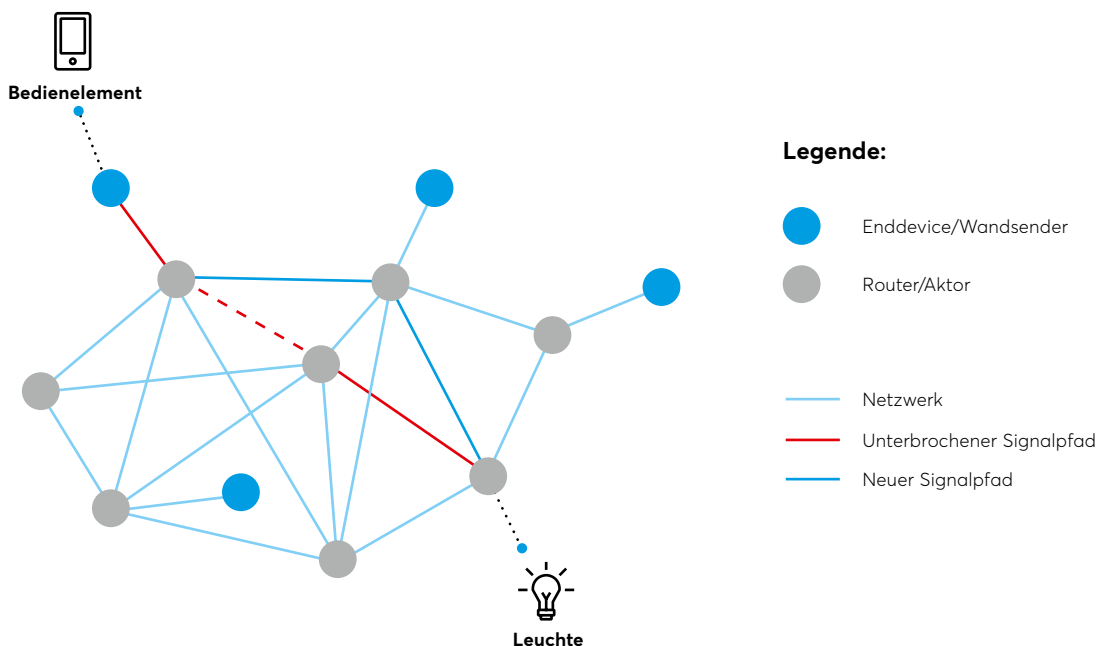 Bedienelement
Legende:
Enddevice/Wandsender
Router/Aktor
Netzwerk
Unterbrochener Signalpfad
Neuer Signalpfad
Leuchte